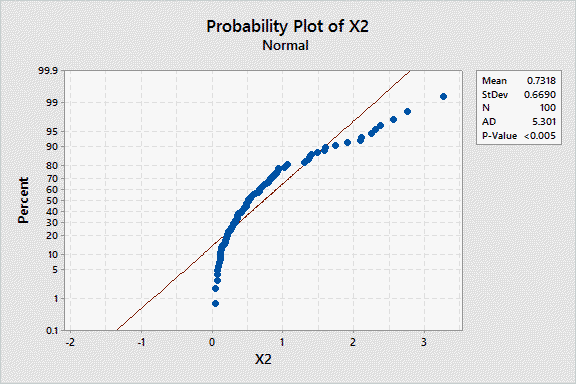 Probability Plot of X2
Normal
99.9
99
95
90
80
70
60
50
40
30
20
10
5
1
0.1
Percent
-2 -1 0 1 2 3
X2
Mean 0.7318
StDev 0.6690
N 100
AD 5.301
P-Value <0.005